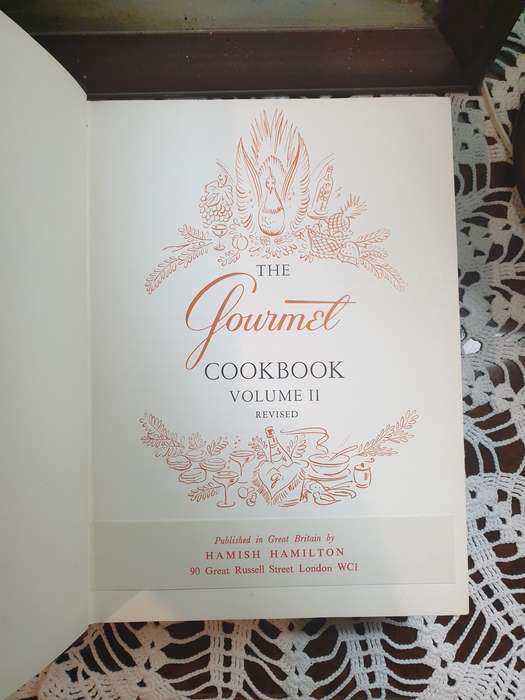 THE
Gourmet
COOKBOOK
VOLUME II
REVISED
Published in Great Britain by
HAMISH HAMILTON
90 Great Russell Street London WC1